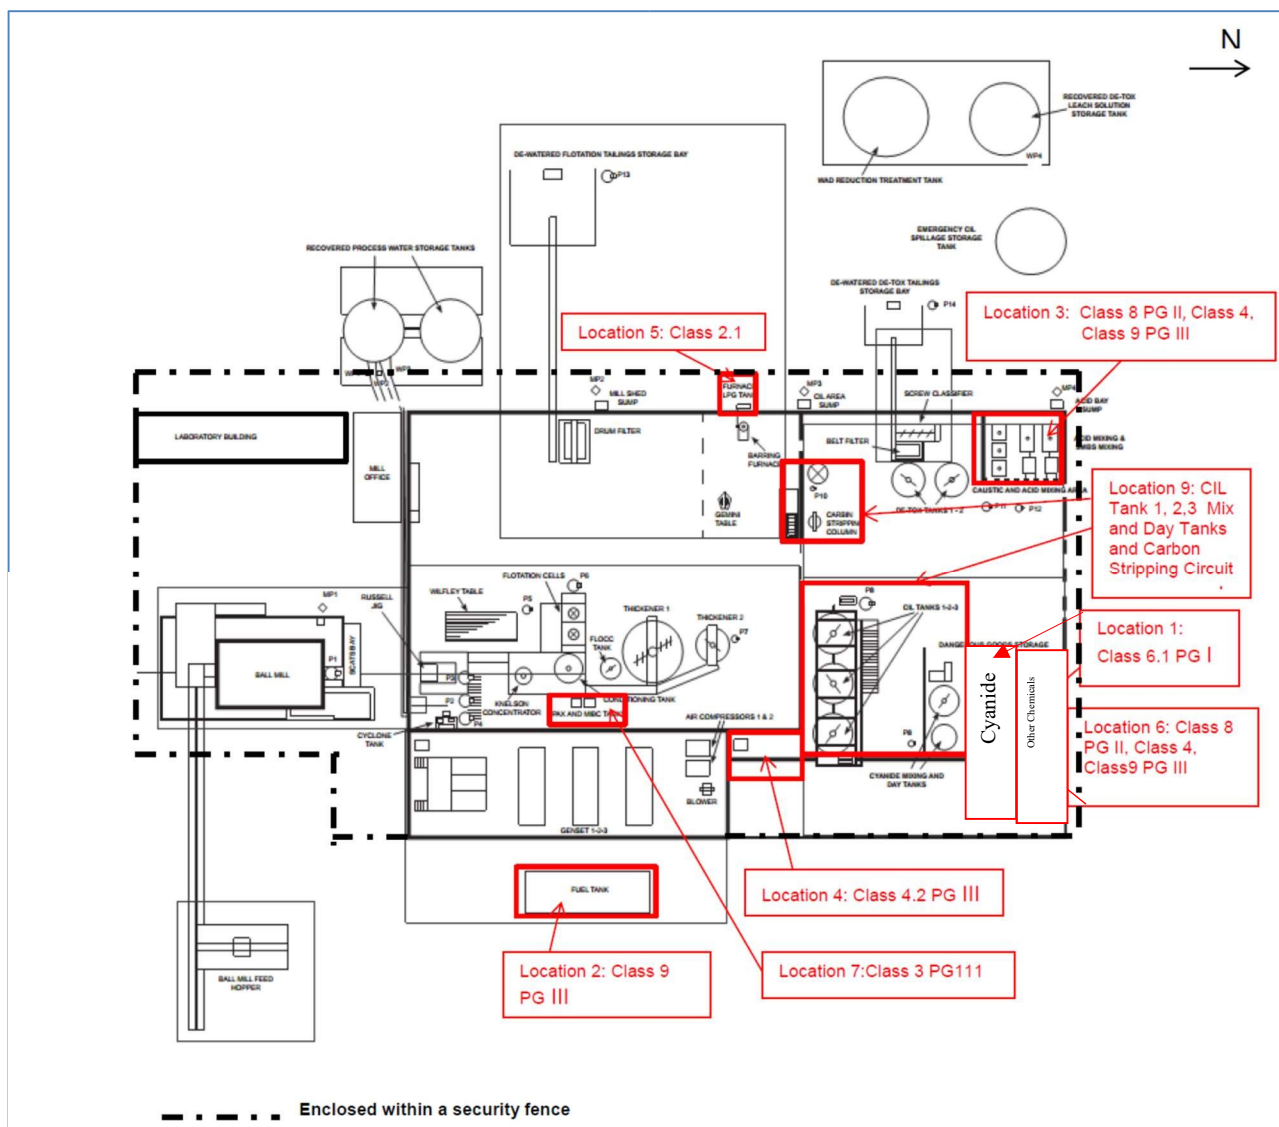 N
RECOVERED DE-TOX
LEACH SOLUTION
STORAGE TANK
WP4
WAD REDUCTION TREATMENT TANK
DE-WATERED FLOTATION TAILINGS STORAGE BAY
P13
EMERGENCY CIL
SPILLAGE STORAGE
TANK
RECOVERED PROCESS WATER STORAGE TANKS
DE-WATERED DE-TOX TAILINGS
STORAGE BAY
P14
Location 3: Class 8 PG II, Class 4,
Class 9 PG III
Location 5: Class 2.1
WP2
MP2
MILL SHED
SUMP
FURNACE
LPG TAN
MP3
CIL AREA
SUMP
SCREW CLASSIFIER
MP4
ACID BAY
SUMP
LABORATORY BUILDING
DRUM FILTER
BELT FILTER
BARRING
FURNACE
ACID MIXING &
SMBS MIXING
MILL
OFFICE
CAUSTIC AND ACID MIXING AREA
GEMINI
TABLE
P10
CARBIN
STRIPPIN
COLUMN
DE-TOX TANKS 1 - 2
P11
P12
Location 9: CIL
Tank 1, 2,3 Mix
and Day Tanks
and Carbon
Stripping Circuit
RUSSELL
JIG
WILFLEY TABLE
FLOTATION CELLS
P6
P5
THICKENER 1
THICKENER 2
P7
FLOCC
TANK
P8
CIL TANKS 1-2-3
DANGEROUS GOODS STORAGE
Location 1:
Class 6.1 PG I
MP1
P1
SCATS BAY
BALL MILL
P3
P2
P4
KNELSON
CONCENTRATOR
CONDITIONING TANK
PAX AND MIBC TANKS
CYCLONE
TANK
AIR COMPRESSORS 1 & 2
BLOWER
P8
CYANIDE MIXING AND
DAY TANKS
Cyanide
Other Chemicals
Location 6: Class 8
PG II, Class 4,
Class9 PG III
GENSET 1-2-3
FUEL TANK
Location 4: Class 4.2 PG III
Location 2: Class 9
PG III
Location 7:Class 3 PG111
BALL MILL FEED
HOPPER
Enclosed within a security fence